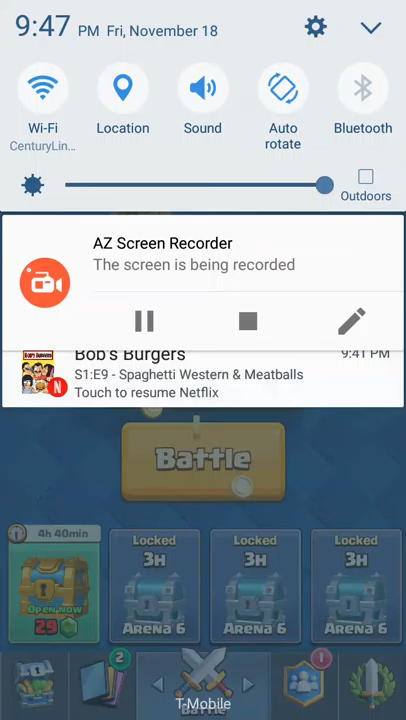 9:47 PM Fri, November 18
Wi-Fi
CenturyLin...
Location
Sound
Auto
rotate
Bluetooth
Outdoors
AZ Screen Recorder
The screen is being recorded
Bob's Burgers 9:41 PM
S1:E9 - Spaghetti Western & Meatballs
Touch to resume Netflix
N
Battle
4h 40min
Open now
29
Locked
3H
Arena 6
Locked
3H
Arena 6
Locked
3H
Arena 6
2
1
Battle
T-Mobile